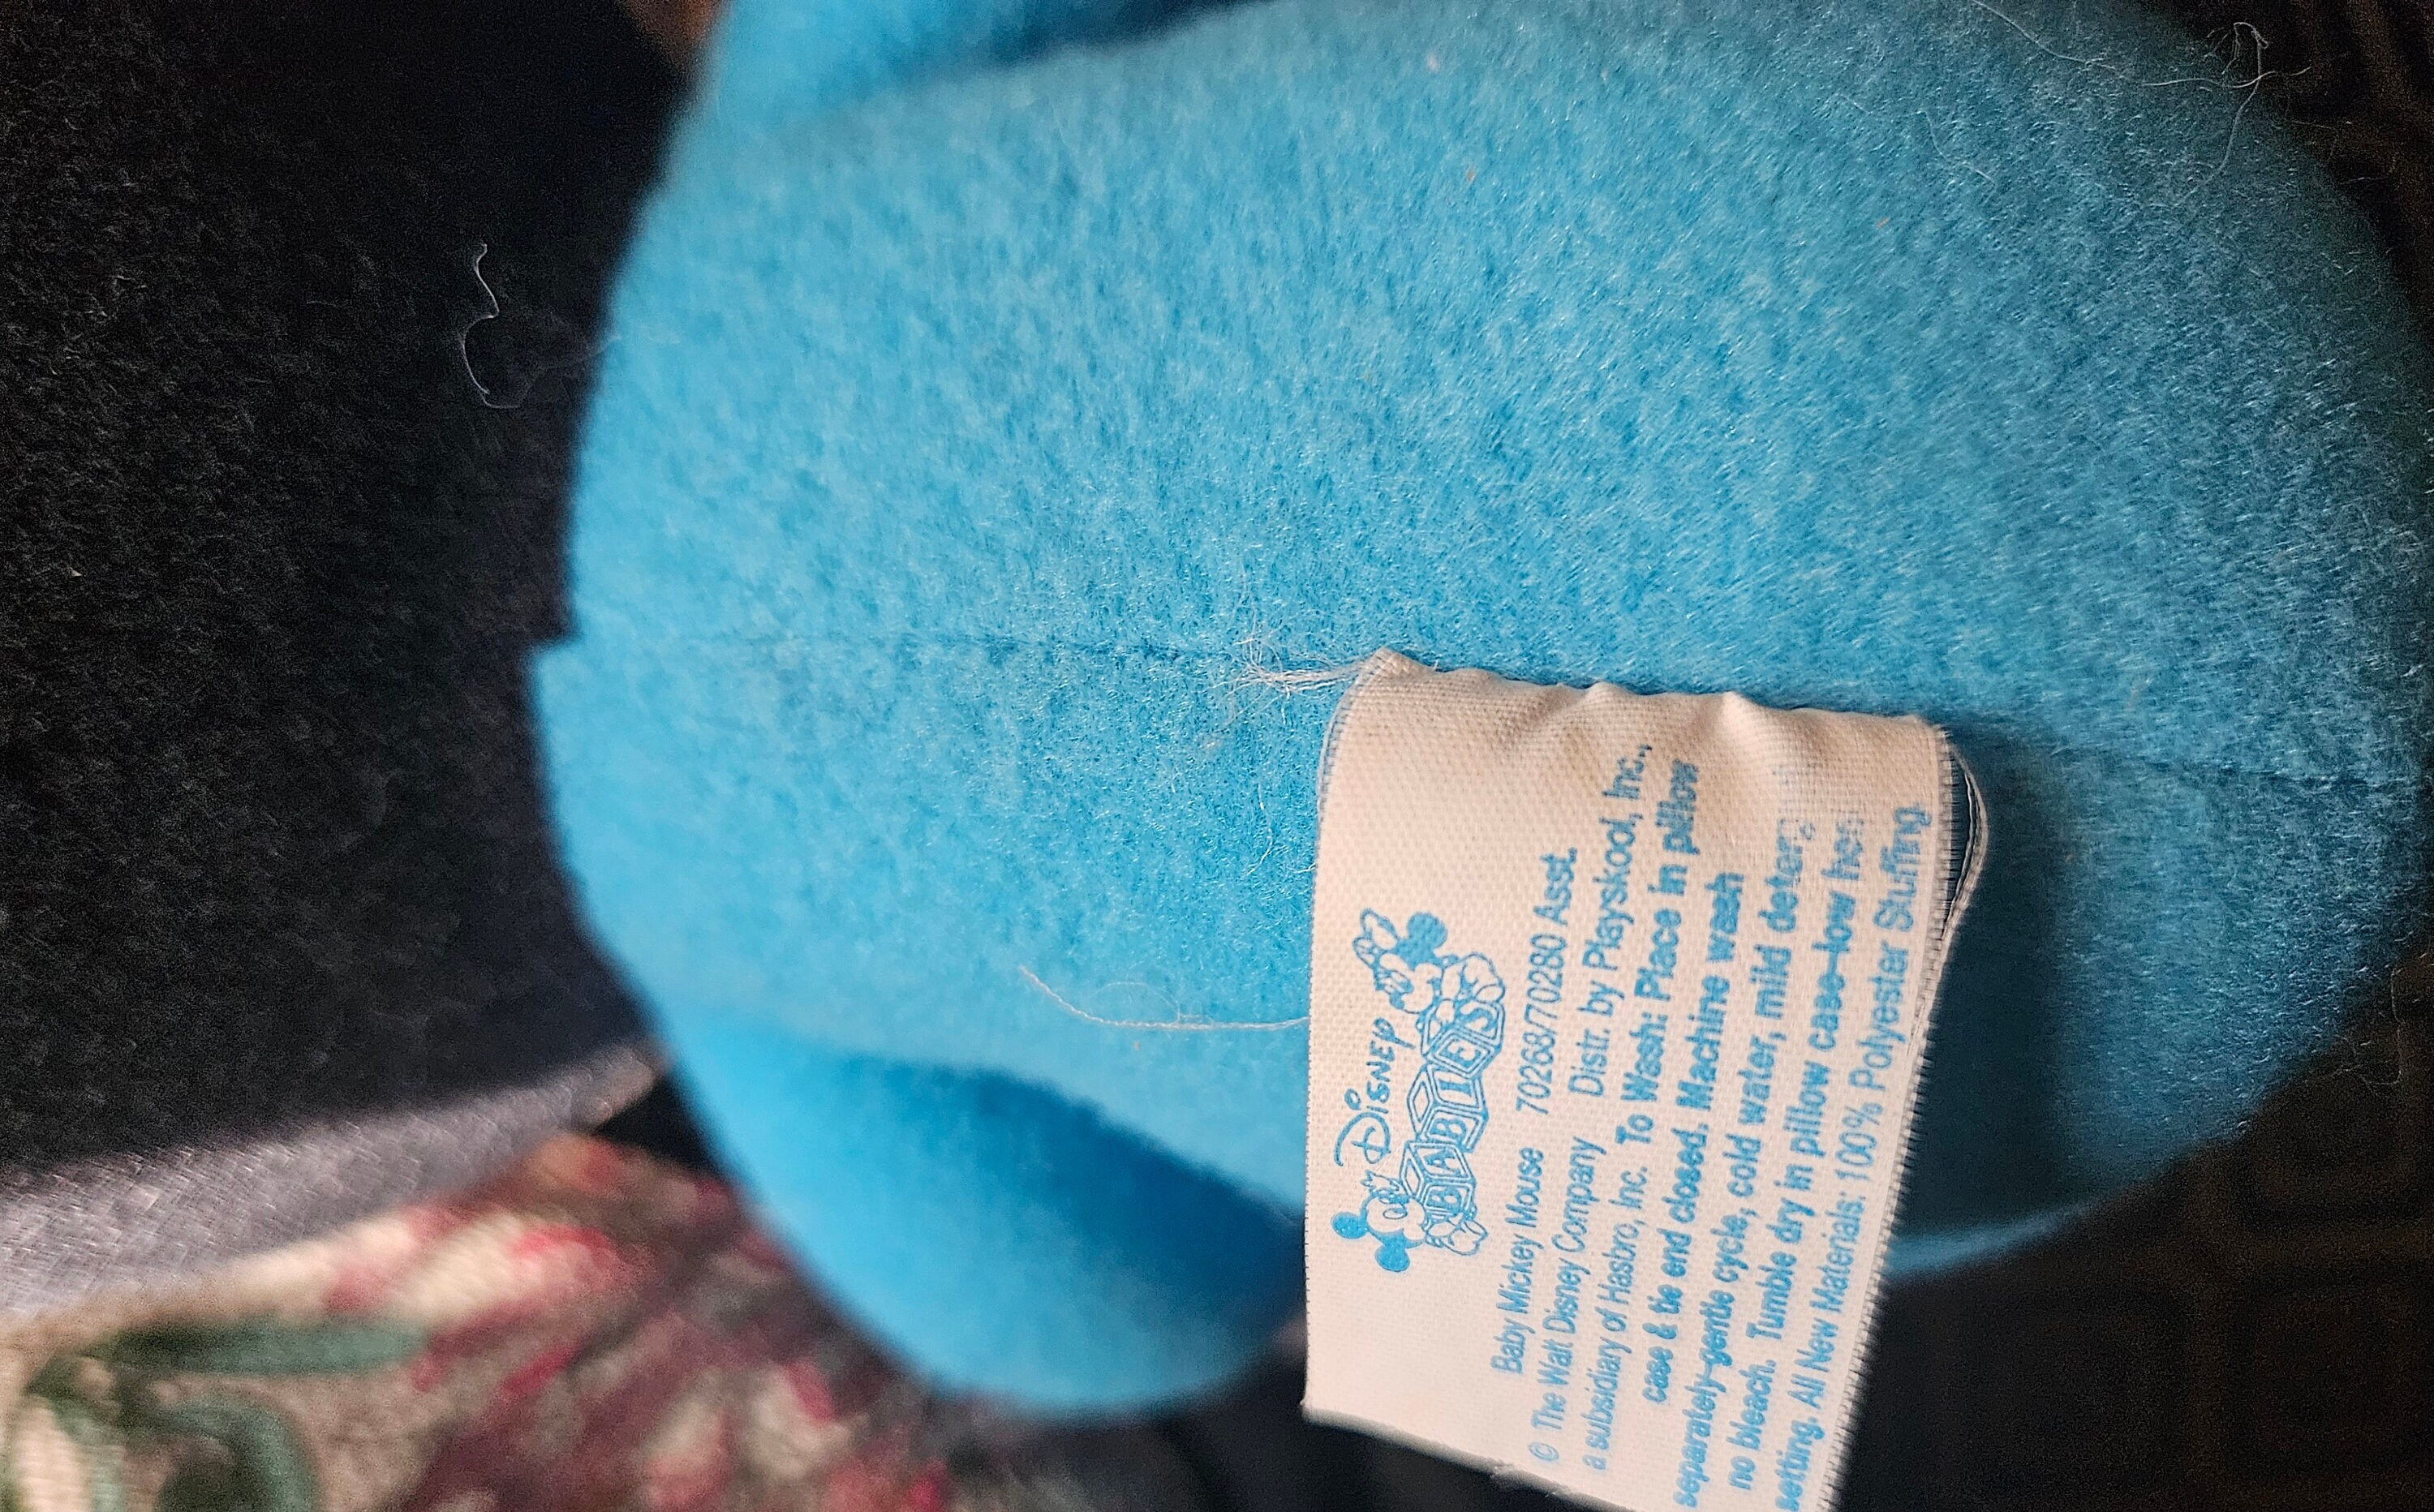 DISNEY
BABIES
Baby Mickey Mouse 70268/70280 Asst.
© The Walt Disney Company Distr. by Playskool, Inc.,
a subsidiary of Hasbro, Inc. To Wash: Place in pillow
case & tie end closed. Machine wash
separately-gentle cycle, cold water, mild
no bleach. Tumble dry in pillow case-low
setting. All New Materials: 100% Polyester Stuffing